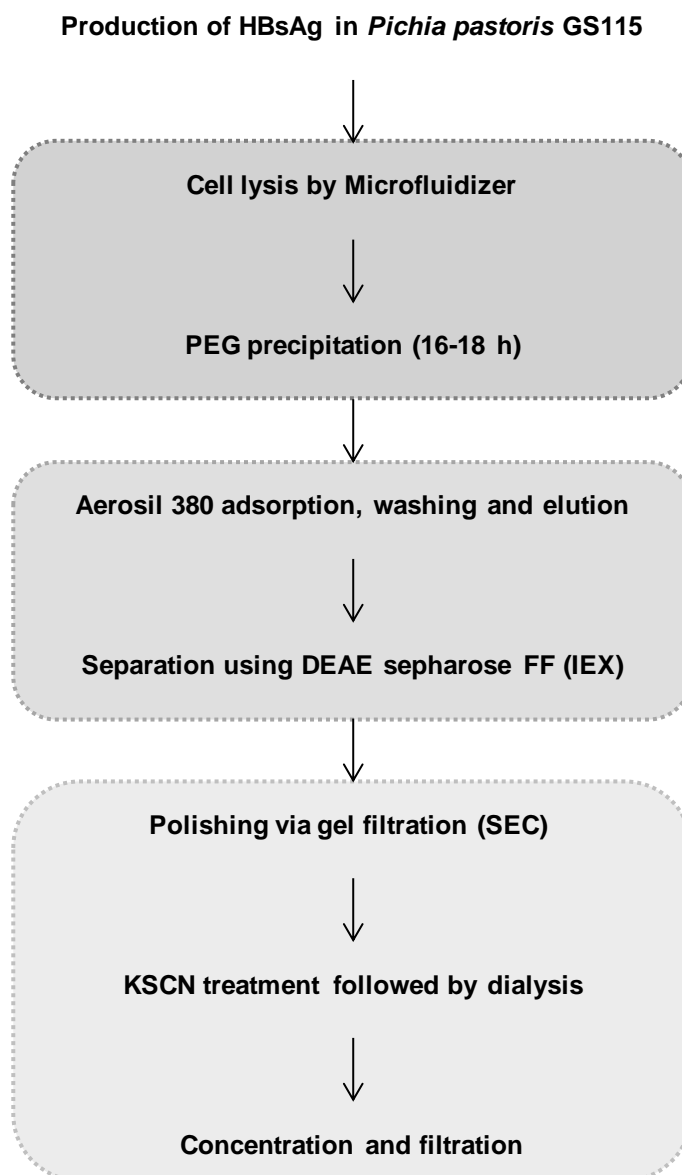 Production of HBsAg in Pichia pastoris GS115
Cell lysis by Microfluidizer
PEG precipitation (16-18 h)
Aerosil 380 adsorption, washing and elution
Separation using DEAE sepharose FF (IEX)
Polishing via gel filtration (SEC)
KSCN treatment followed by dialysis
Concentration and filtration